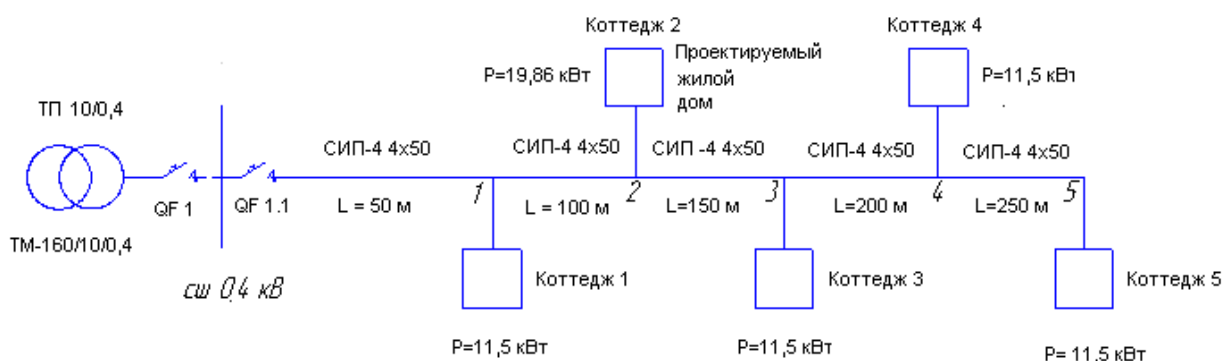 Коттедж 2
Коттедж 4
Проектируемый
жилой
дом
P=19,86 кВт
P=11,5 кВт
ТП 10/0,4
СИП-4 4х50
СИП-4 4х50
СИП -4 4х50
СИП-4 4х50
СИП-4 4х50
QF 1
QF 1.1
L = 50 м
1
L = 100 м
2
L=150 м
3
L=200 м
4
L=250 м
5
ТМ-160/10/0,4
сш 0,4 кВ
Коттедж 1
Коттедж 3
Коттедж 5
P=11,5 кВт
P=11,5 кВт
P= 11,5 кВт